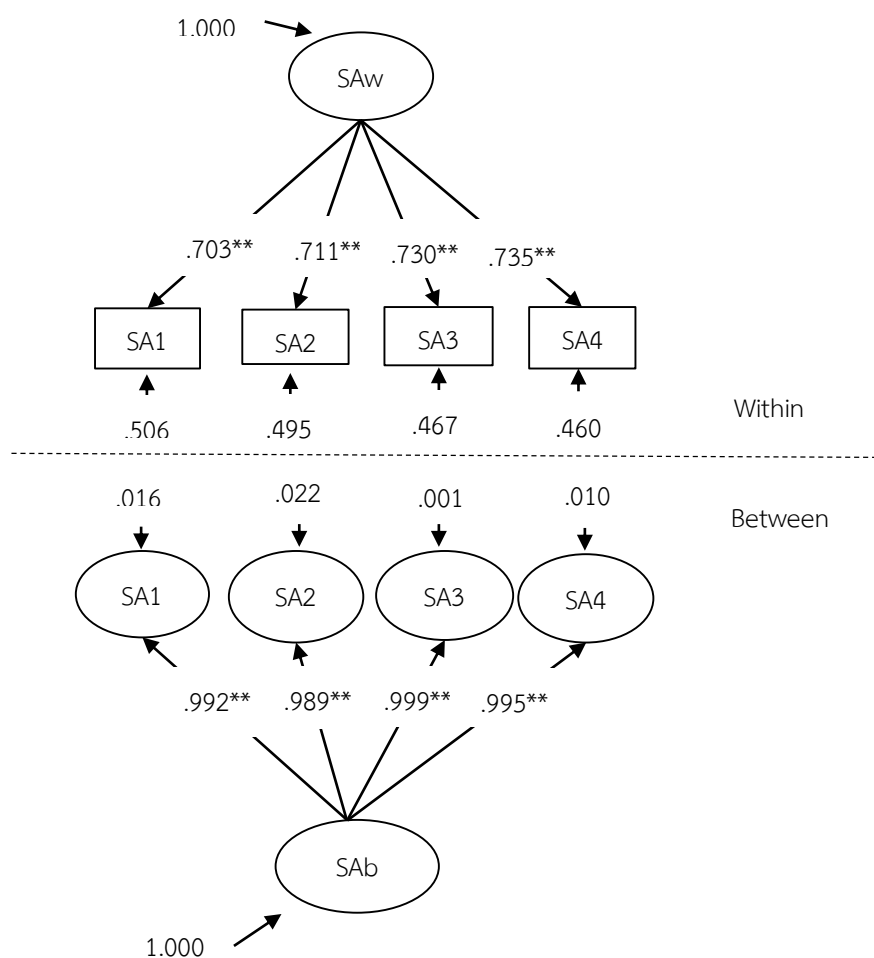 1.000
SAw
.703** .711** .730** .735**
SA1 SA2 SA3 SA4
.506 .495 .467 .460
Within
.016 .022 .001 .010
Between
SA1 SA2 SA3 SA4
.992** .989** .999** .995**
SAb
1.000